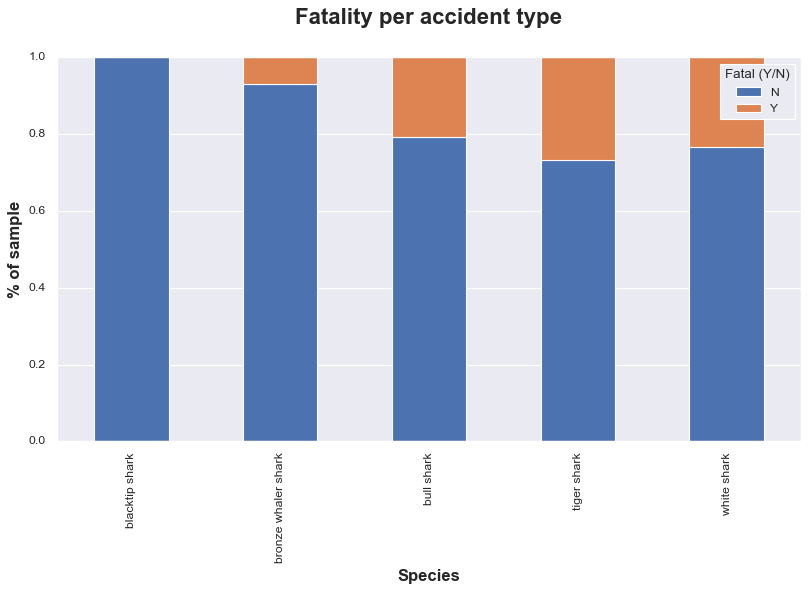 Fatality per accident type
1.0
0.8
0.6
0.4
0.2
0.0
% of sample
Fatal (Y/N)
N
Y
blacktip shark
bronze whaler shark
bull shark
tiger shark
white shark
Species